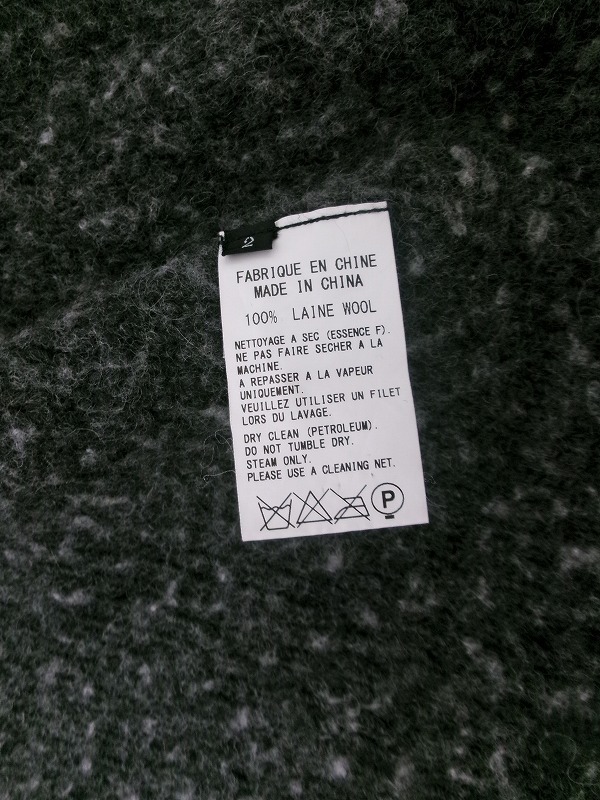 2
FABRIQUE EN CHINE
MADE IN CHINA
100% LAINE WOOL
NETTOYAGE A SEC (ESSENCE F).
NE PAS FAIRE SECHER A LA
MACHINE.
A REPASSER A LA VAPEUR
UNIQUEMENT.
VEUILLEZ UTILISER UN FILET
LORS DU LAVAGE.
DRY CLEAN (PETROLEUM).
DO NOT TUMBLE DRY.
STEAM ONLY.
PLEASE USE A CLEANING NET.
P